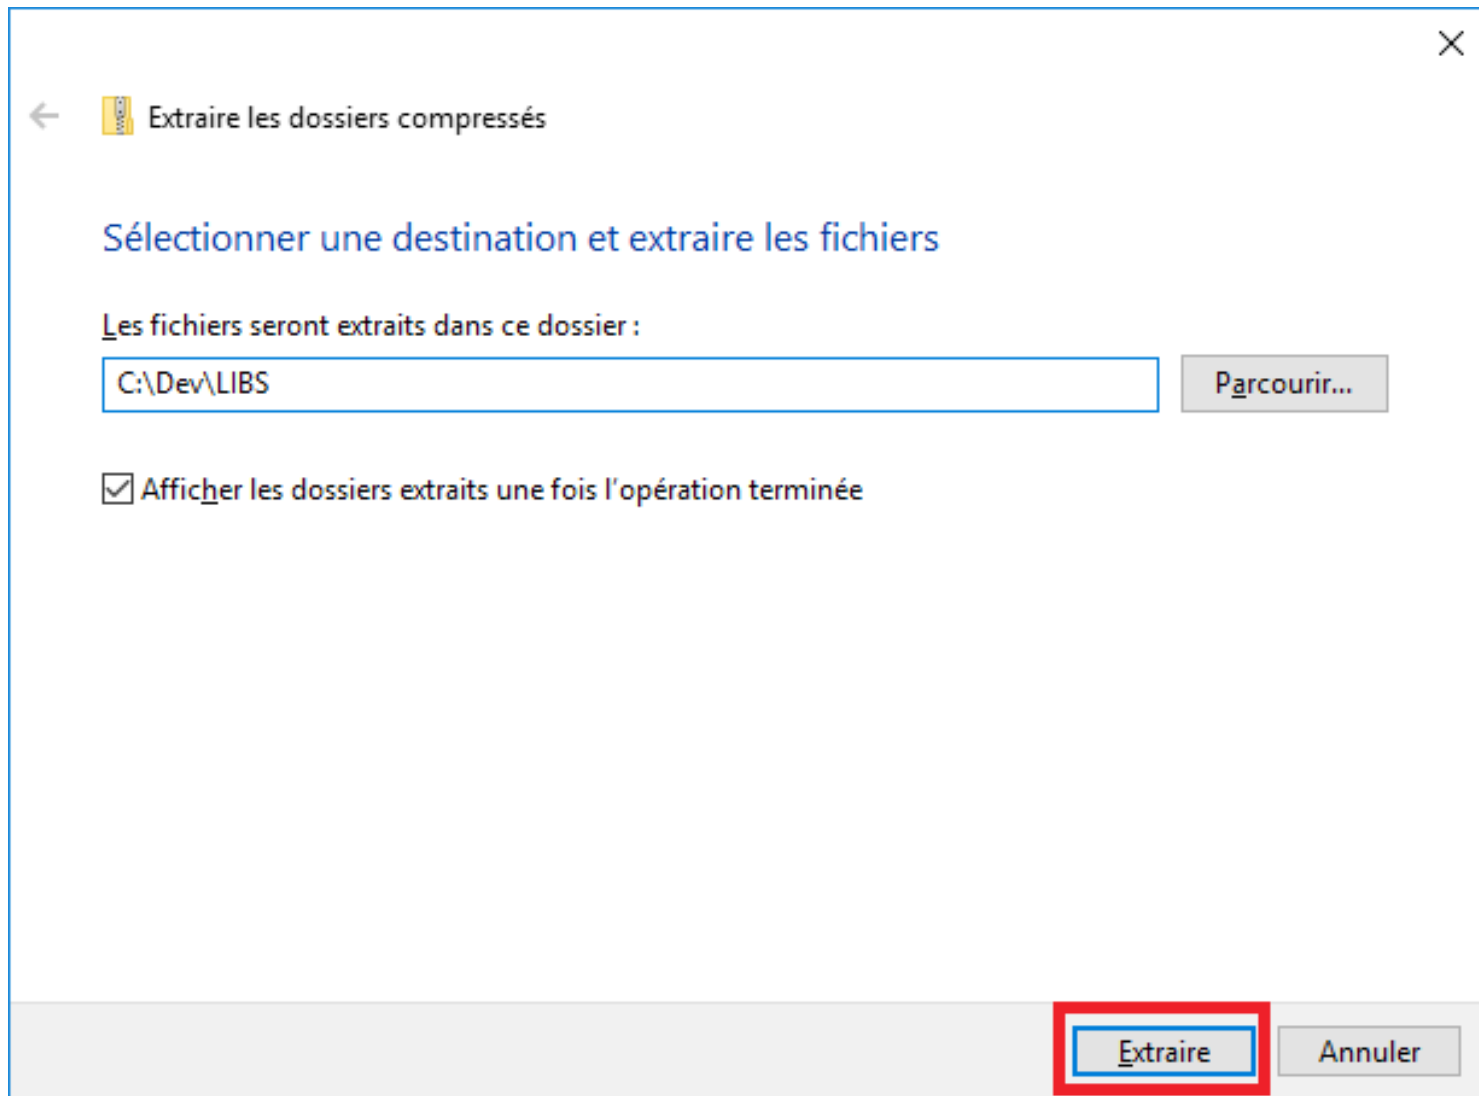 Extraire les dossiers compressés
Sélectionner une destination et extraire les fichiers
Les fichiers seront extraits dans ce dossier :
C:\Dev\LIBS
Parcourir...
Afficher les dossiers extraits une fois l'opération terminée
Extraire
Annuler